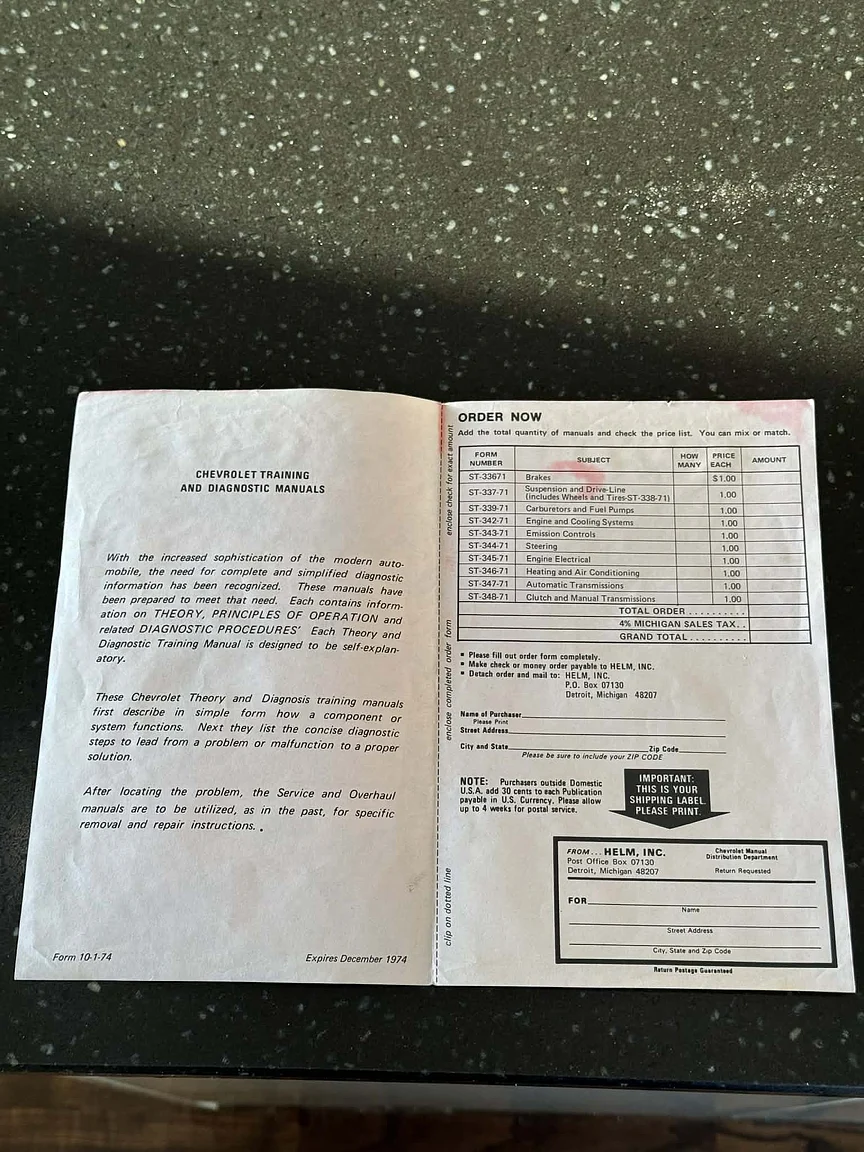 CHEVROLET TRAINING
AND DIAGNOSTIC MANUALS
With the increased sophistication of the modern auto-
mobile, the need for complete and simplified diagnostic
information has been recognized. These manuals have
been prepared to meet that need. Each contains inform-
ation on THEORY, PRINCIPLES OF OPERATION and
related DIAGNOSTIC PROCEDURES' Each Theory and
Diagnostic Training Manual is designed to be self-explan-
atory.
These Chevrolet Theory and Diagnosis training manuals
first describe in simple form how a component or
system functions. Next they list the concise diagnostic
steps to lead from a problem or malfunction to a proper
solution.
After locating the problem, the Service and Overhaul
manuals are to be utilized, as in the past, for specific
removal and repair instructions. .
Form 10-1-74 Expires December 1974
enclose check for exact amount
enclose completed order form
clip on dotted line
ORDER NOW
Add the total quantity of manuals and check the price list. You can mix or match.
FORM NUMBER SUBJECT HOW MANY PRICE EACH AMOUNT
ST-33671 Brakes $1.00
ST-337-71 Suspension and Drive-Line (includes Wheels and Tires-ST-338-71) 1.00
ST-339-71 Carburetors and Fuel Pumps 1.00
ST-342-71 Engine and Cooling Systems 1.00
ST-343-71 Emission Controls 1.00
ST-344-71 Steering 1.00
ST-345-71 Engine Electrical 1.00
ST-346-71 Heating and Air Conditioning 1.00
ST-347-71 Automatic Transmissions 1.00
ST-348-71 Clutch and Manual Transmissions 1.00
TOTAL ORDER ..........
4% MICHIGAN SALES TAX..
GRAND TOTAL ..........
▪ Please fill out order form completely.
▪ Make check or money order payable to HELM, INC.
▪ Detach order and mail to: HELM, INC.
P.O. Box 07130
Detroit, Michigan 48207
Name of Purchaser
Please Print
Street Address
City and State Zip Code
Please be sure to include your ZIP CODE
NOTE: Purchasers outside Domestic
U.S.A. add 30 cents to each Publication
payable in U.S. Currency. Please allow
up to 4 weeks for postal service.
IMPORTANT:
THIS IS YOUR
SHIPPING LABEL.
PLEASE PRINT.
FROM... HELM, INC.
Post Office Box 07130
Detroit, Michigan 48207
Chevrolet Manual
Distribution Department
Return Requested
FOR
Name
Street Address
City, State and Zip Code
Return Postage Guaranteed